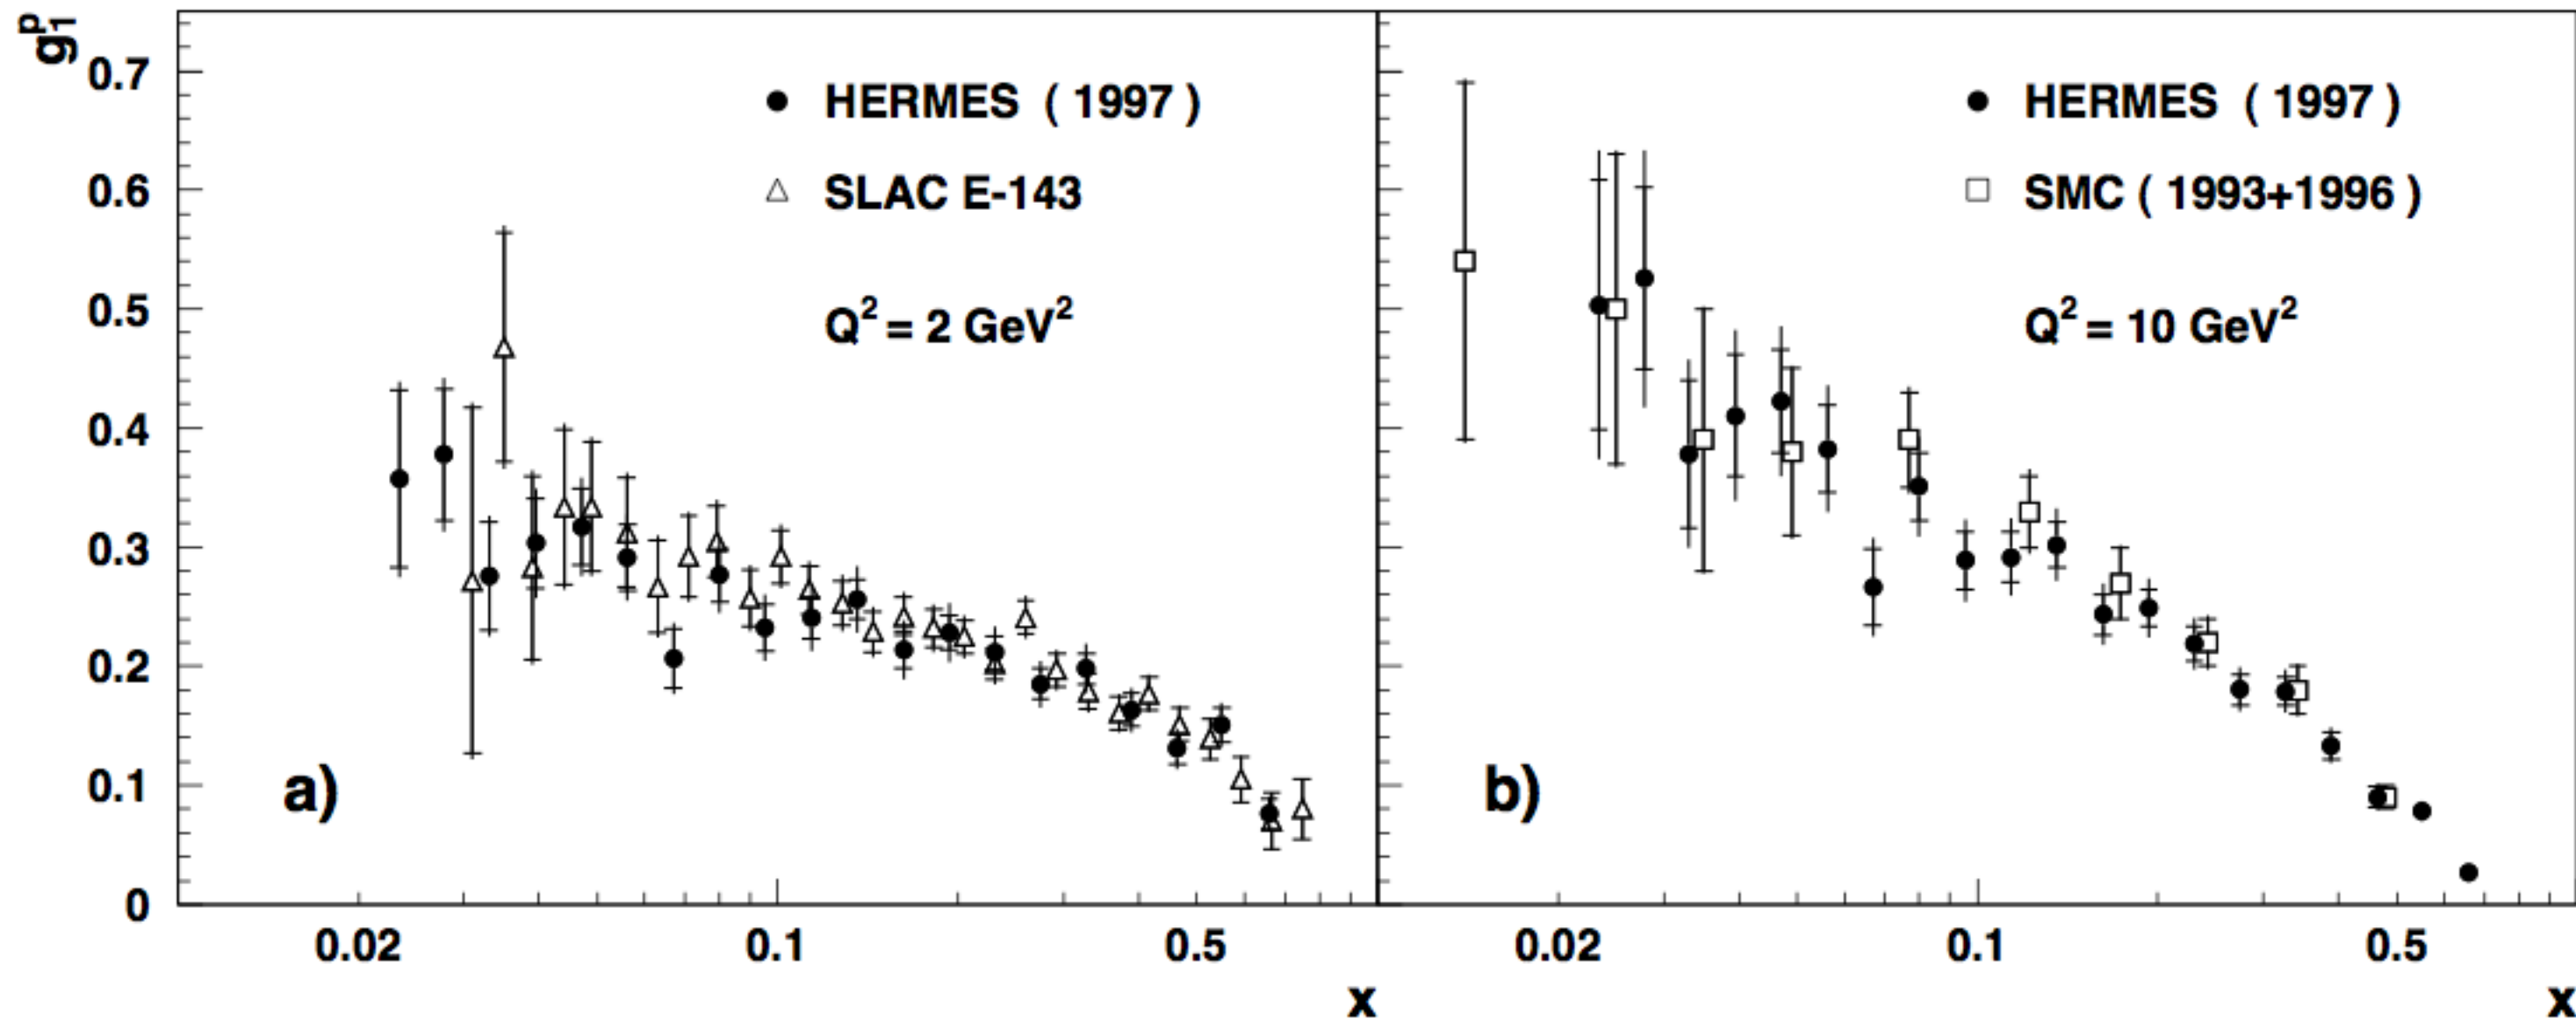 g₁ᵖ
0.7
0.6
0.5
0.4
0.3
0.2
0.1
0
HERMES ( 1997 )
SLAC E-143
Q² = 2 GeV²
a)
0.02 0.1 0.5
x
HERMES ( 1997 )
SMC ( 1993+1996 )
Q² = 10 GeV²
b)
0.02 0.1 0.5
x